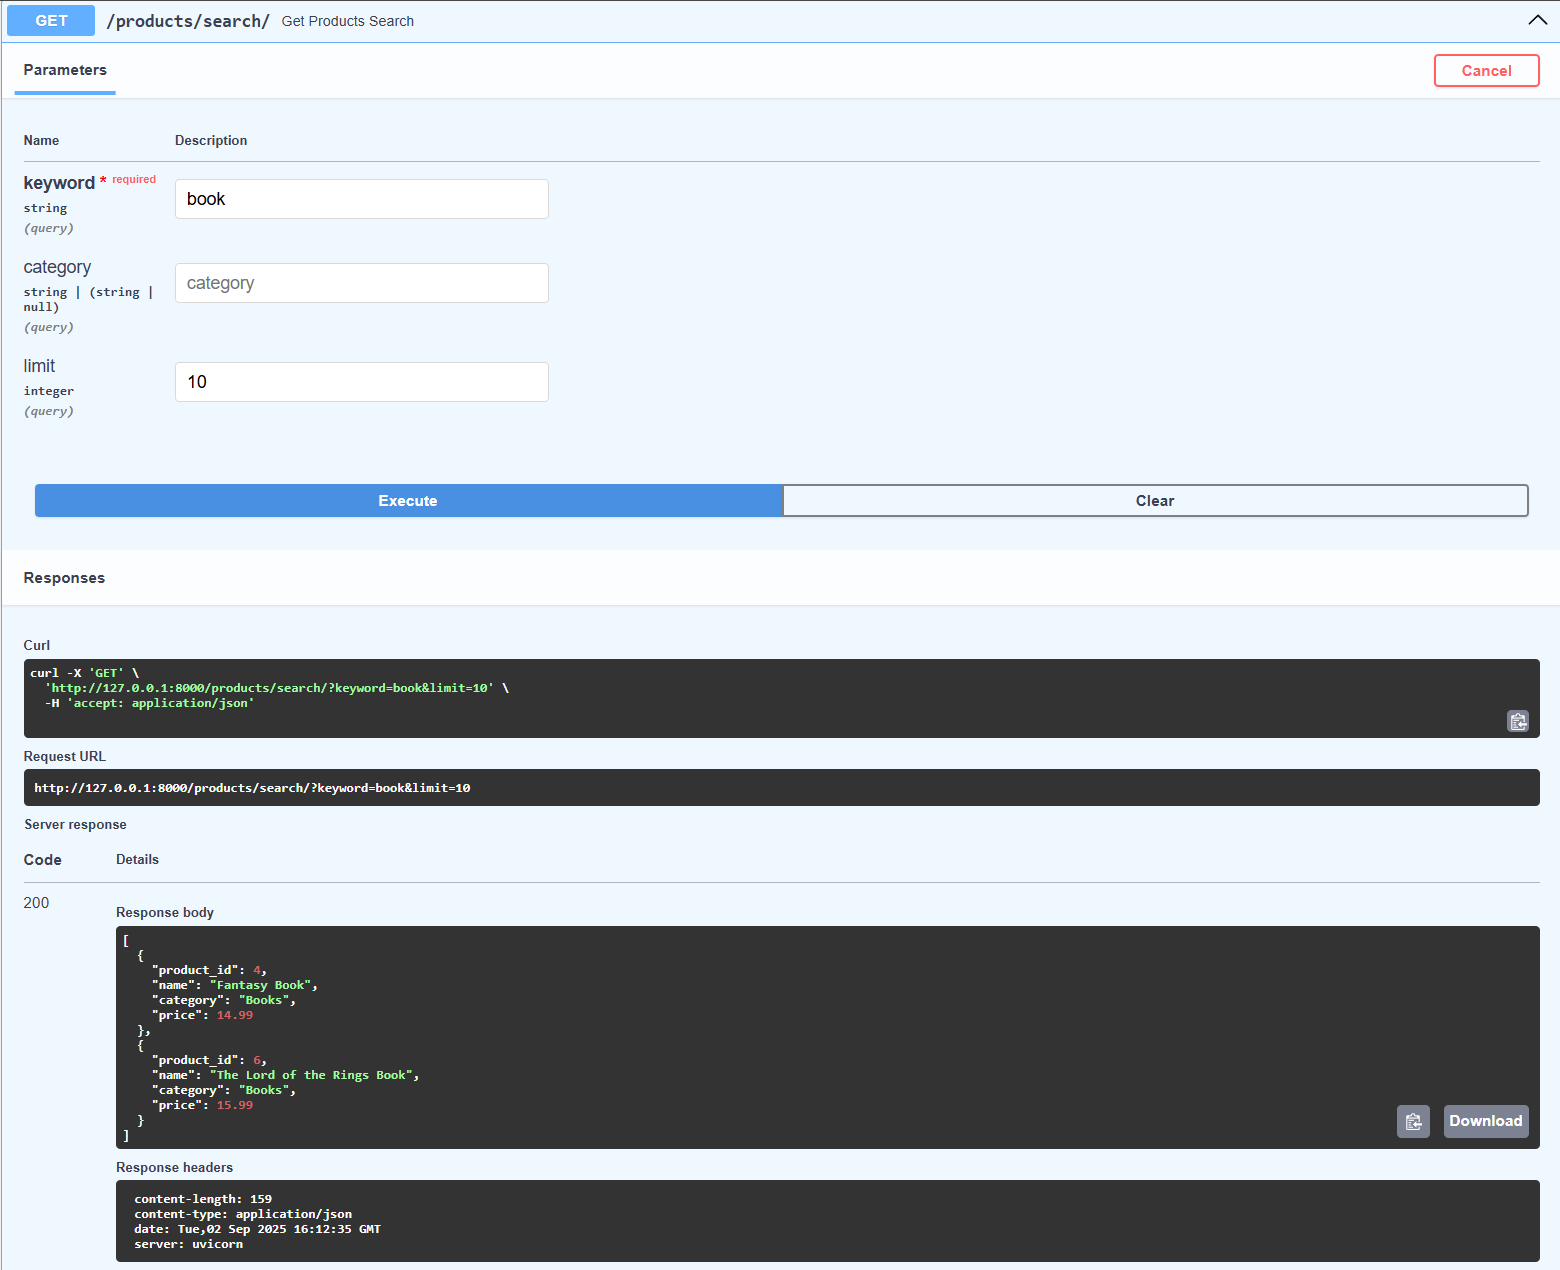 GET /products/search/ Get Products Search
Parameters
Cancel
Name Description
keyword * required
string
(query)
book
category
string | (string |
null)
(query)
category
limit
integer
(query)
10
Execute Clear
Responses
Curl
curl -X 'GET' \
  'http://127.0.0.1:8000/products/search/?keyword=book&limit=10' \
  -H 'accept: application/json'
Request URL
http://127.0.0.1:8000/products/search/?keyword=book&limit=10
Server response
Code Details
200
Response body
[
  {
    "product_id": 4,
    "name": "Fantasy Book",
    "category": "Books",
    "price": 14.99
  },
  {
    "product_id": 6,
    "name": "The Lord of the Rings Book",
    "category": "Books",
    "price": 15.99
  }
]
Download
Response headers
content-length: 159
content-type: application/json
date: Tue,02 Sep 2025 16:12:35 GMT
server: uvicorn